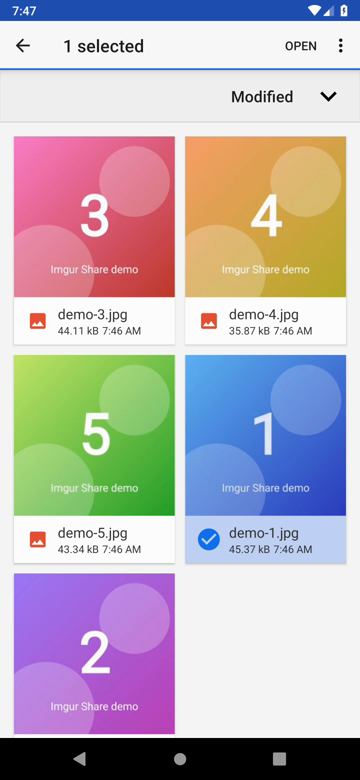 7:47
1 selected
OPEN
Modified
3
Imgur Share demo
demo-3.jpg
44.11 kB 7:46 AM
4
Imgur Share demo
demo-4.jpg
35.87 kB 7:46 AM
5
Imgur Share demo
demo-5.jpg
43.34 kB 7:46 AM
1
Imgur Share demo
demo-1.jpg
45.37 kB 7:46 AM
2
Imgur Share demo